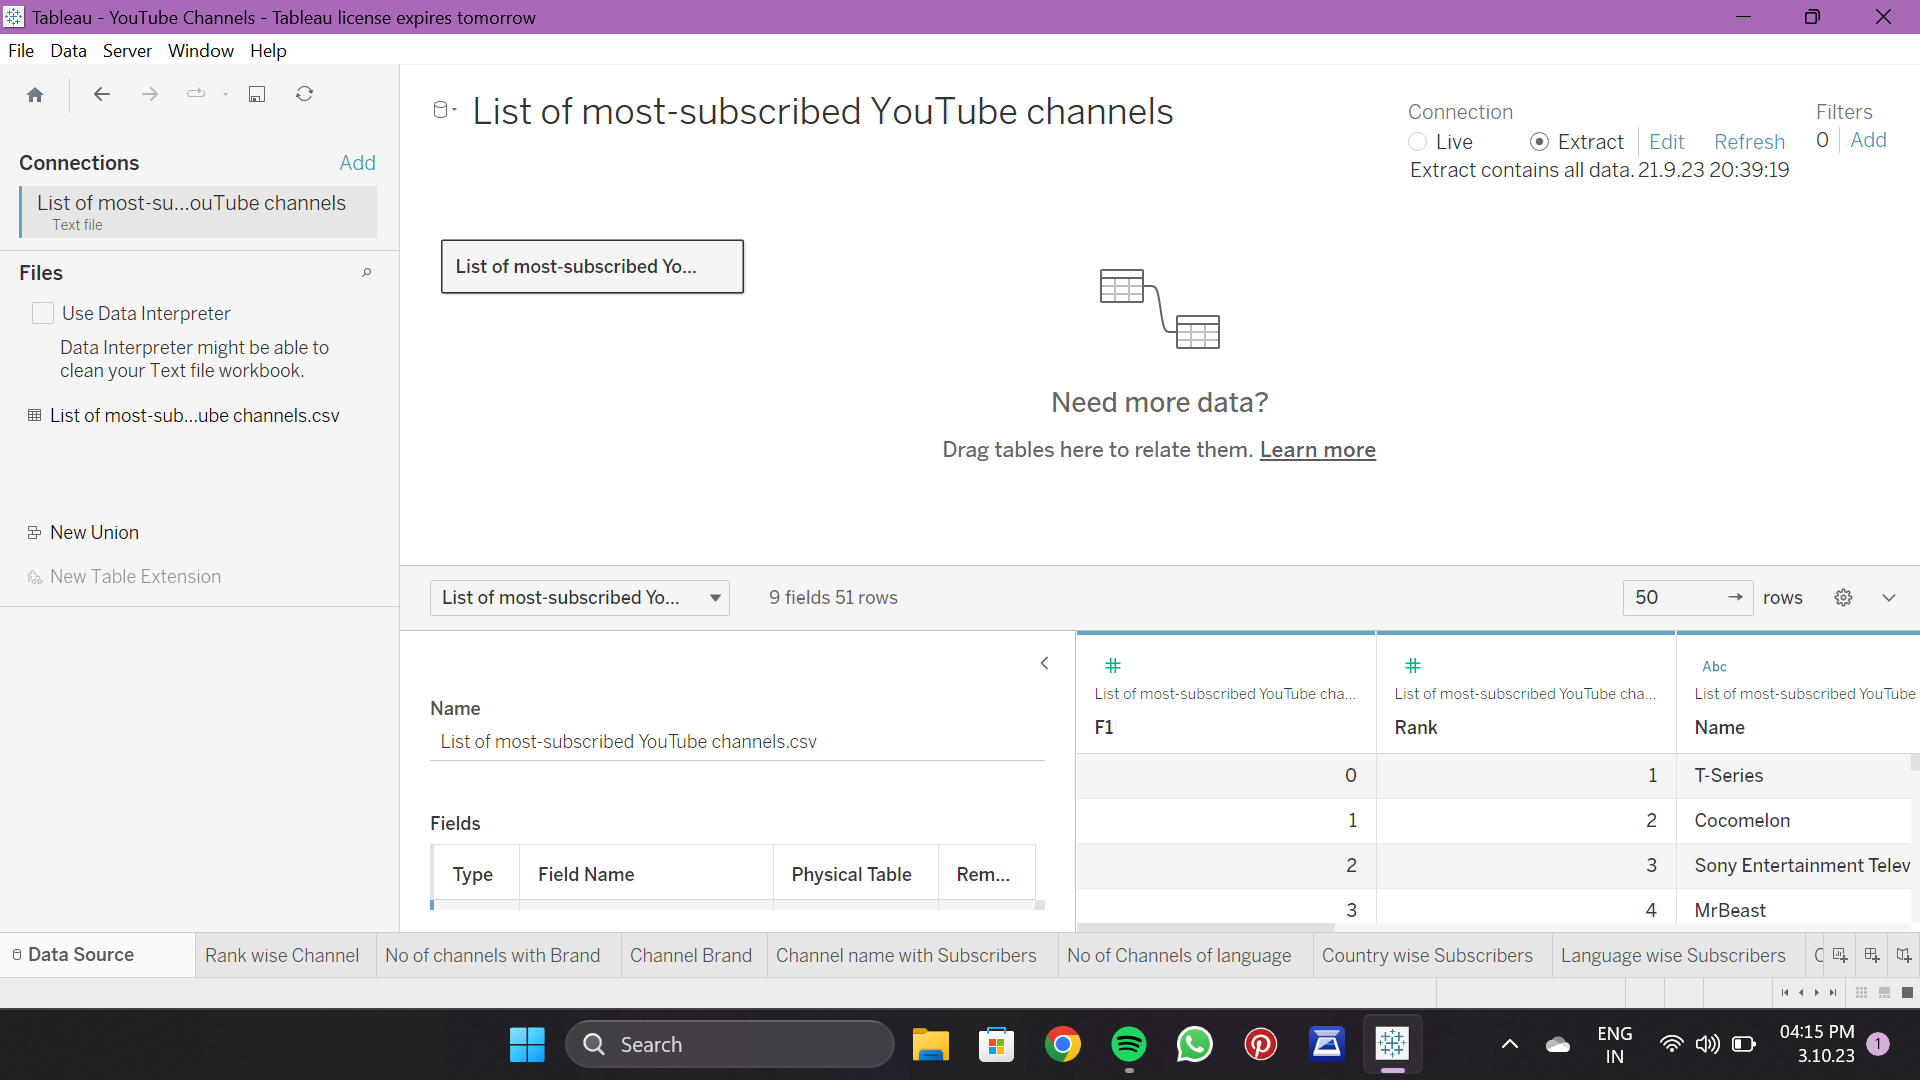 Tableau - YouTube Channels - Tableau license expires tomorrow
File Data Server Window Help
List of most-subscribed YouTube channels
Connection
Live Extract Edit Refresh
Extract contains all data. 21.9.23 20:39:19
Filters
0 Add
Connections Add
List of most-su...ouTube channels
Text file
Files
Use Data Interpreter
Data Interpreter might be able to
clean your Text file workbook.
List of most-sub...ube channels.csv
New Union
New Table Extension
List of most-subscribed Yo...
Need more data?
Drag tables here to relate them. Learn more
List of most-subscribed Yo... 9 fields 51 rows 50 rows
Name
List of most-subscribed YouTube channels.csv
Fields
Type Field Name Physical Table Rem...
# # Abc
List of most-subscribed YouTube cha... List of most-subscribed YouTube cha... List of most-subscribed YouTube
F1 Rank Name
0 1 T-Series
1 2 Cocomelon
2 3 Sony Entertainment Telev
3 4 MrBeast
Data Source Rank wise Channel No of channels with Brand Channel Brand Channel name with Subscribers No of Channels of language Country wise Subscribers Language wise Subscribers
Search
ENG
IN
04:15 PM
3.10.23
1